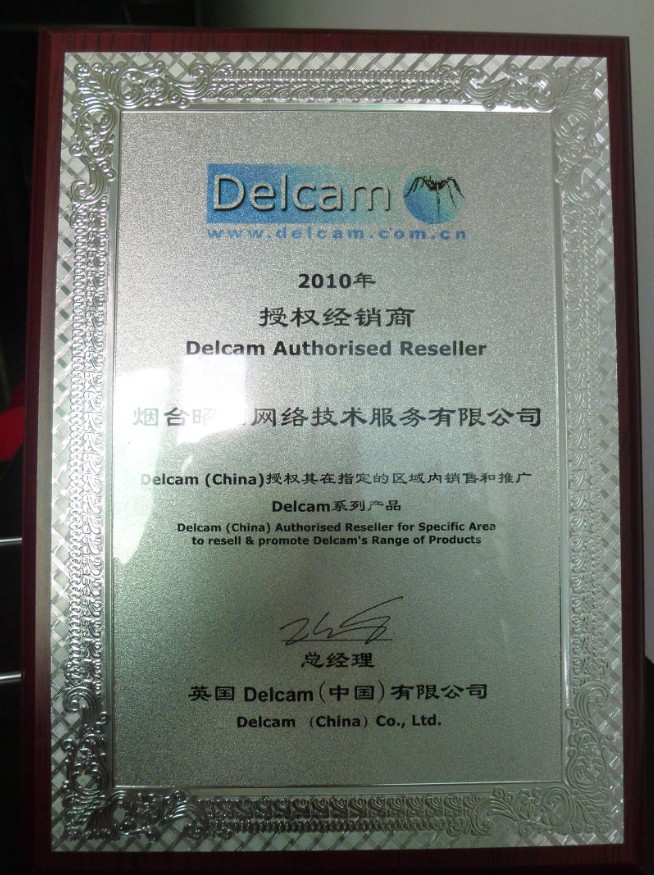 Delcam
www.delcam.com.cn
2010年
授权经销商
Delcam Authorised Reseller
烟台 网络技术服务有限公司
Delcam (China)授权其在指定的区域内销售和推广
Delcam系列产品
Delcam (China) Authorised Reseller for Specific Area
to resell & promote Delcam's Range of Products
总经理
英国 Delcam(中国)有限公司
Delcam (China) Co., Ltd.